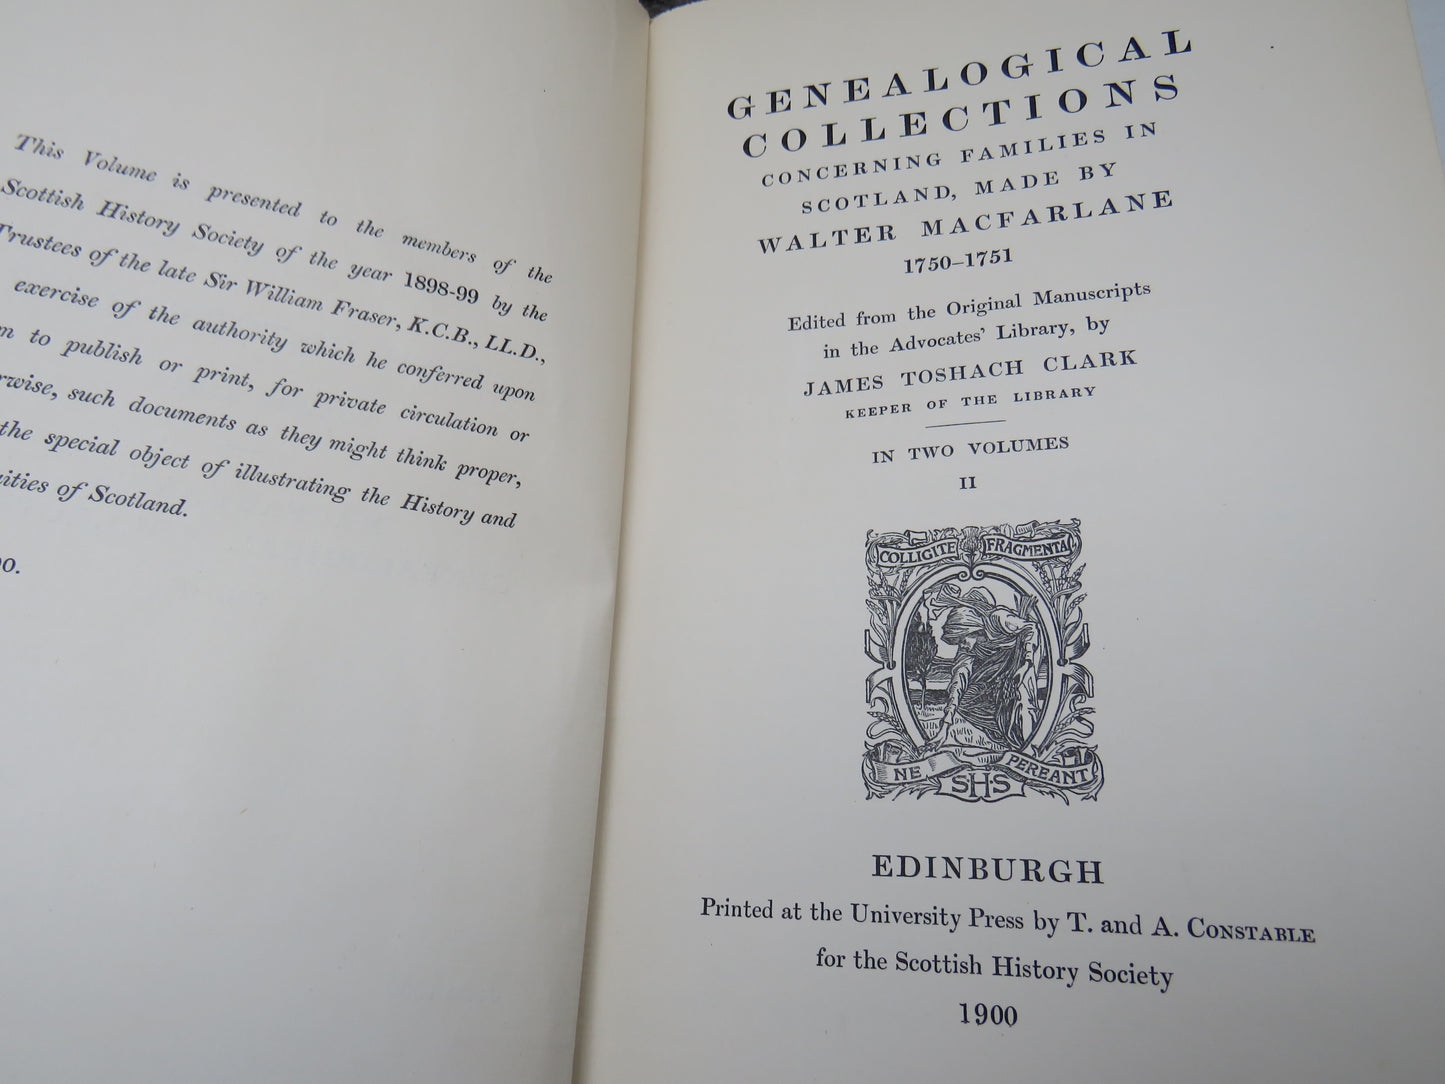 This Volume is presented to the members of the
Scottish History Society of the year 1898-99 by the
Trustees of the late Sir William Fraser, K.C.B., LL.D.,
exercise of the authority which he conferred upon
to publish or print, for private circulation or
such documents as they might think proper,
the special object of illustrating the History and
of Scotland.
GENEALOGICAL
COLLECTIONS
CONCERNING FAMILIES IN
SCOTLAND, MADE BY
WALTER MACFARLANE
1750–1751
Edited from the Original Manuscripts
in the Advocates' Library, by
JAMES TOSHACH CLARK
KEEPER OF THE LIBRARY
IN TWO VOLUMES
II
COLLIGITE FRAGMENTA
NE PEREANT
S·H·S
EDINBURGH
Printed at the University Press by T. and A. CONSTABLE
for the Scottish History Society
1900